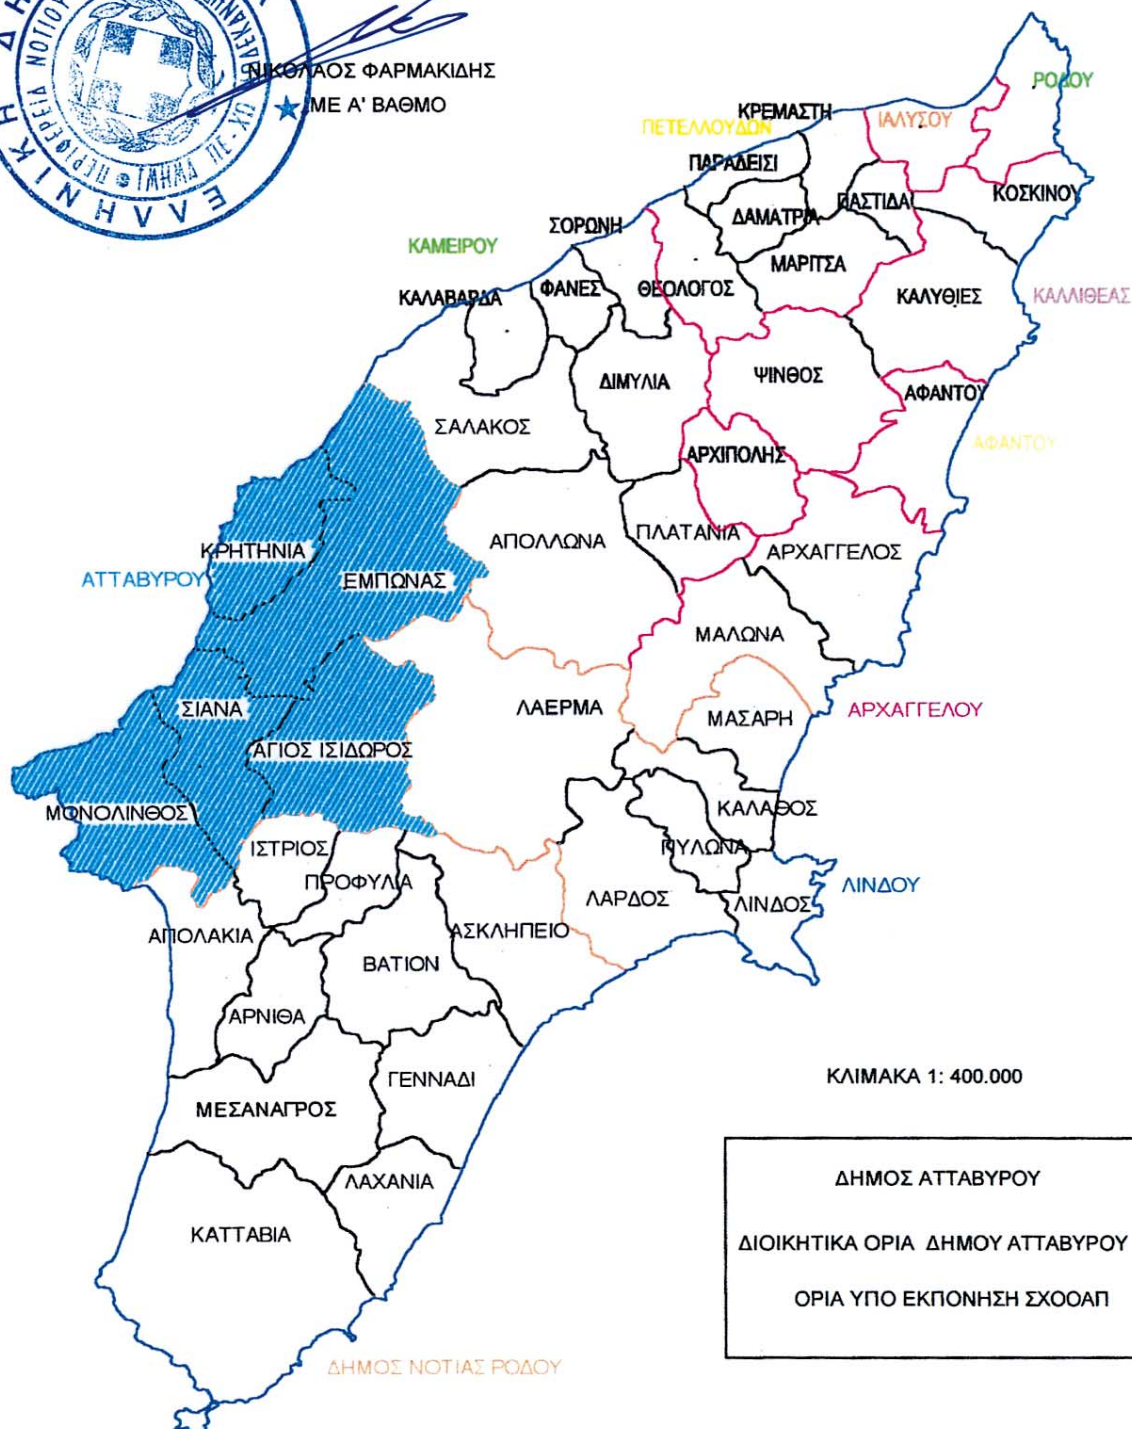 ΝΙΚΟΛΑΟΣ ΦΑΡΜΑΚΙΔΗΣ
ΜΕ Α' ΒΑΘΜΟ
ΡΟΔΟΥ
ΚΡΕΜΑΣΤΗ
ΙΑΛΥΣΟΥ
ΠΕΤΕΛΛΟΥΔΩΝ
ΠΑΡΑΔΕΙΣΙ
ΠΑΣΤΙΔΑ
ΚΟΣΚΙΝΟΥ
ΔΑΜΑΤΡΙΑ
ΣΟΡΩΝΗ
ΚΑΜΕΙΡΟΥ
ΜΑΡΙΤΣΑ
ΚΑΛΑΒΑΡΔΑ
ΦΑΝΕΣ
ΘΕΟΛΟΓΟΣ
ΚΑΛΥΘΙΕΣ
ΚΑΛΛΙΘΕΑΣ
ΔΙΜΥΛΙΑ
ΨΙΝΘΟΣ
ΑΦΑΝΤΟΥ
ΣΑΛΑΚΟΣ
ΑΦΑΝΤΟΥ
ΑΡΧΙΠΟΛΗΣ
ΑΠΟΛΛΩΝΑ
ΠΛΑΤΑΝΙΑ
ΑΡΧΑΓΓΕΛΟΣ
ΚΡΗΤΗΝΙΑ
ΑΤΤΑΒΥΡΟΥ
ΕΜΠΩΝΑΣ
ΜΑΛΩΝΑ
ΣΙΑΝΑ
ΛΑΕΡΜΑ
ΜΑΣΑΡΗ
ΑΡΧΑΓΓΕΛΟΥ
ΑΓΙΟΣ ΙΣΙΔΩΡΟΣ
ΜΟΝΟΛΙΝΘΟΣ
ΚΑΛΑΘΟΣ
ΙΣΤΡΙΟΣ
ΠΥΛΩΝΑ
ΠΡΟΦΥΛΙΑ
ΛΙΝΔΟΥ
ΛΑΡΔΟΣ
ΛΙΝΔΟΣ
ΑΠΟΛΑΚΙΑ
ΑΣΚΛΗΠΕΙΟ
ΒΑΤΙΟΝ
ΑΡΝΙΘΑ
ΓΕΝΝΑΔΙ
ΚΛΙΜΑΚΑ 1: 400.000
ΜΕΣΑΝΑΓΡΟΣ
ΛΑΧΑΝΙΑ
ΚΑΤΤΑΒΙΑ
ΔΗΜΟΣ ΑΤΤΑΒΥΡΟΥ
ΔΙΟΙΚΗΤΙΚΑ ΟΡΙΑ ΔΗΜΟΥ ΑΤΤΑΒΥΡΟΥ
ΟΡΙΑ ΥΠΟ ΕΚΠΟΝΗΣΗ ΣΧΟΟΑΠ
ΔΗΜΟΣ ΝΟΤΙΑΣ ΡΟΔΟΥ